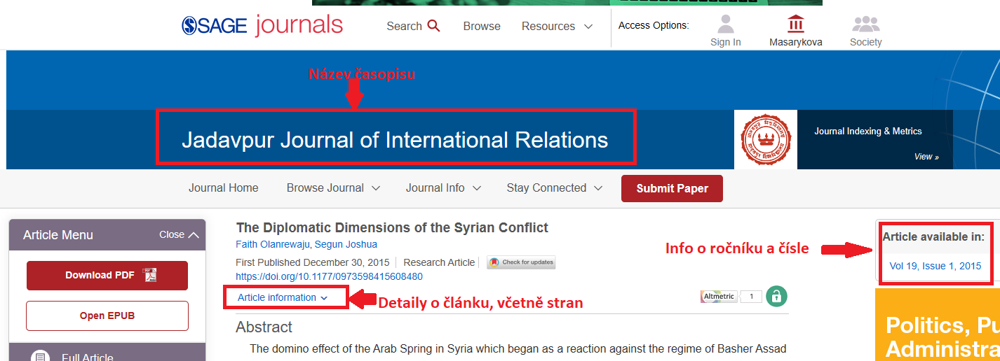 SAGE journals
Search Browse Resources Access Options: Sign In Masarykova Society
Název časopisu
Jadavpur Journal of International Relations
Journal Indexing & Metrics
View »
Journal Home Browse Journal Journal Info Stay Connected Submit Paper
Article Menu Close
Download PDF
Open EPUB
Full Article
The Diplomatic Dimensions of the Syrian Conflict
Faith Olanrewaju, Segun Joshua
First Published December 30, 2015 Research Article Check for updates
https://doi.org/10.1177/0973598415608480
Article information
Detaily o článku, včetně stran
Altmetric 1
Abstract
The domino effect of the Arab Spring in Syria which began as a reaction against the regime of Basher Assad
Info o ročníku a čísle
Article available in:
Vol 19, Issue 1, 2015
Politics, Pu
Administra